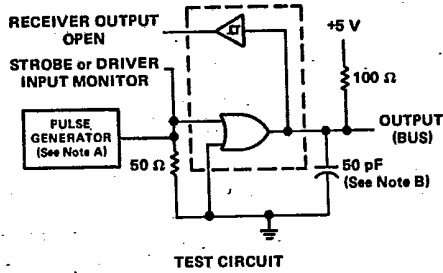 RECEIVER OUTPUT
OPEN
+5 V
STROBE or DRIVER
INPUT MONITOR
100 Ω
PULSE
GENERATOR
(See Note A)
OUTPUT
(BUS)
50 Ω
50 pF
(See Note B)
TEST CIRCUIT